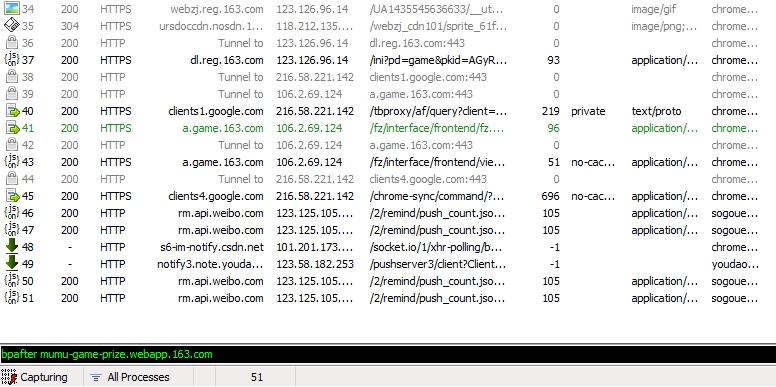 34 200 HTTPS webzj.reg.163.com 123.126.96.14 /UA1435545636633/__ut... 0 image/gif chrome...
35 304 HTTPS ursdoccdn.nosdn.1... 118.212.135.... /webzj_cdn101/sprite_61f... 0 image/png;... chrome...
36 200 HTTP Tunnel to 123.126.96.14 dl.reg.163.com:443 0 chrome...
37 200 HTTPS dl.reg.163.com 123.126.96.14 /ini?pd=game&pkid=AGyR... 93 application/... chrome...
38 200 HTTP Tunnel to 216.58.221.142 clients1.google.com:443 0 chrome...
39 200 HTTP Tunnel to 106.2.69.124 a.game.163.com:443 0 chrome...
40 200 HTTPS clients1.google.com 216.58.221.142 /tbproxy/af/query?client=... 219 private text/proto chrome...
41 200 HTTPS a.game.163.com 106.2.69.124 /fz/interface/frontend/fz.... 96 application/... chrome...
42 200 HTTP Tunnel to 106.2.69.124 a.game.163.com:443 0 chrome...
43 200 HTTPS a.game.163.com 106.2.69.124 /fz/interface/frontend/vie... 51 no-cac... application/... chrome...
44 200 HTTP Tunnel to 216.58.221.142 clients4.google.com:443 0 chrome...
45 200 HTTPS clients4.google.com 216.58.221.142 /chrome-sync/command/?... 696 no-cac... application/... chrome...
46 200 HTTP rm.api.weibo.com 123.125.105.... /2/remind/push_count.jso... 105 application/... sogoue...
47 200 HTTP rm.api.weibo.com 123.125.105.... /2/remind/push_count.jso... 105 application/... sogoue...
48 - HTTP s6-im-notify.csdn.net 101.201.173.... /socket.io/1/xhr-polling/b... -1 chrome...
49 - HTTP notify3.note.youda... 123.58.182.253 /pushserver3/client?Client... -1 youdao...
50 200 HTTP rm.api.weibo.com 123.125.105.... /2/remind/push_count.jso... 105 application/... sogoue...
51 200 HTTP rm.api.weibo.com 123.125.105.... /2/remind/push_count.jso... 105 application/... sogoue...
bpafter mumu-game-prize.webapp.163.com
Capturing All Processes 51